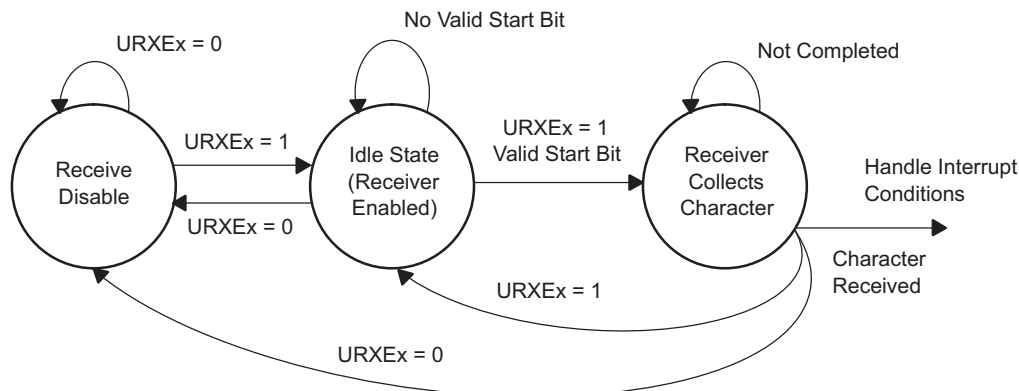 No Valid Start Bit
URXEx = 0
Not Completed
URXEx = 1
URXEx = 1
Valid Start Bit
Receive
Disable
Idle State
(Receiver
Enabled)
Receiver
Collects
Character
Handle Interrupt
Conditions
URXEx = 0
Character
Received
URXEx = 1
URXEx = 0